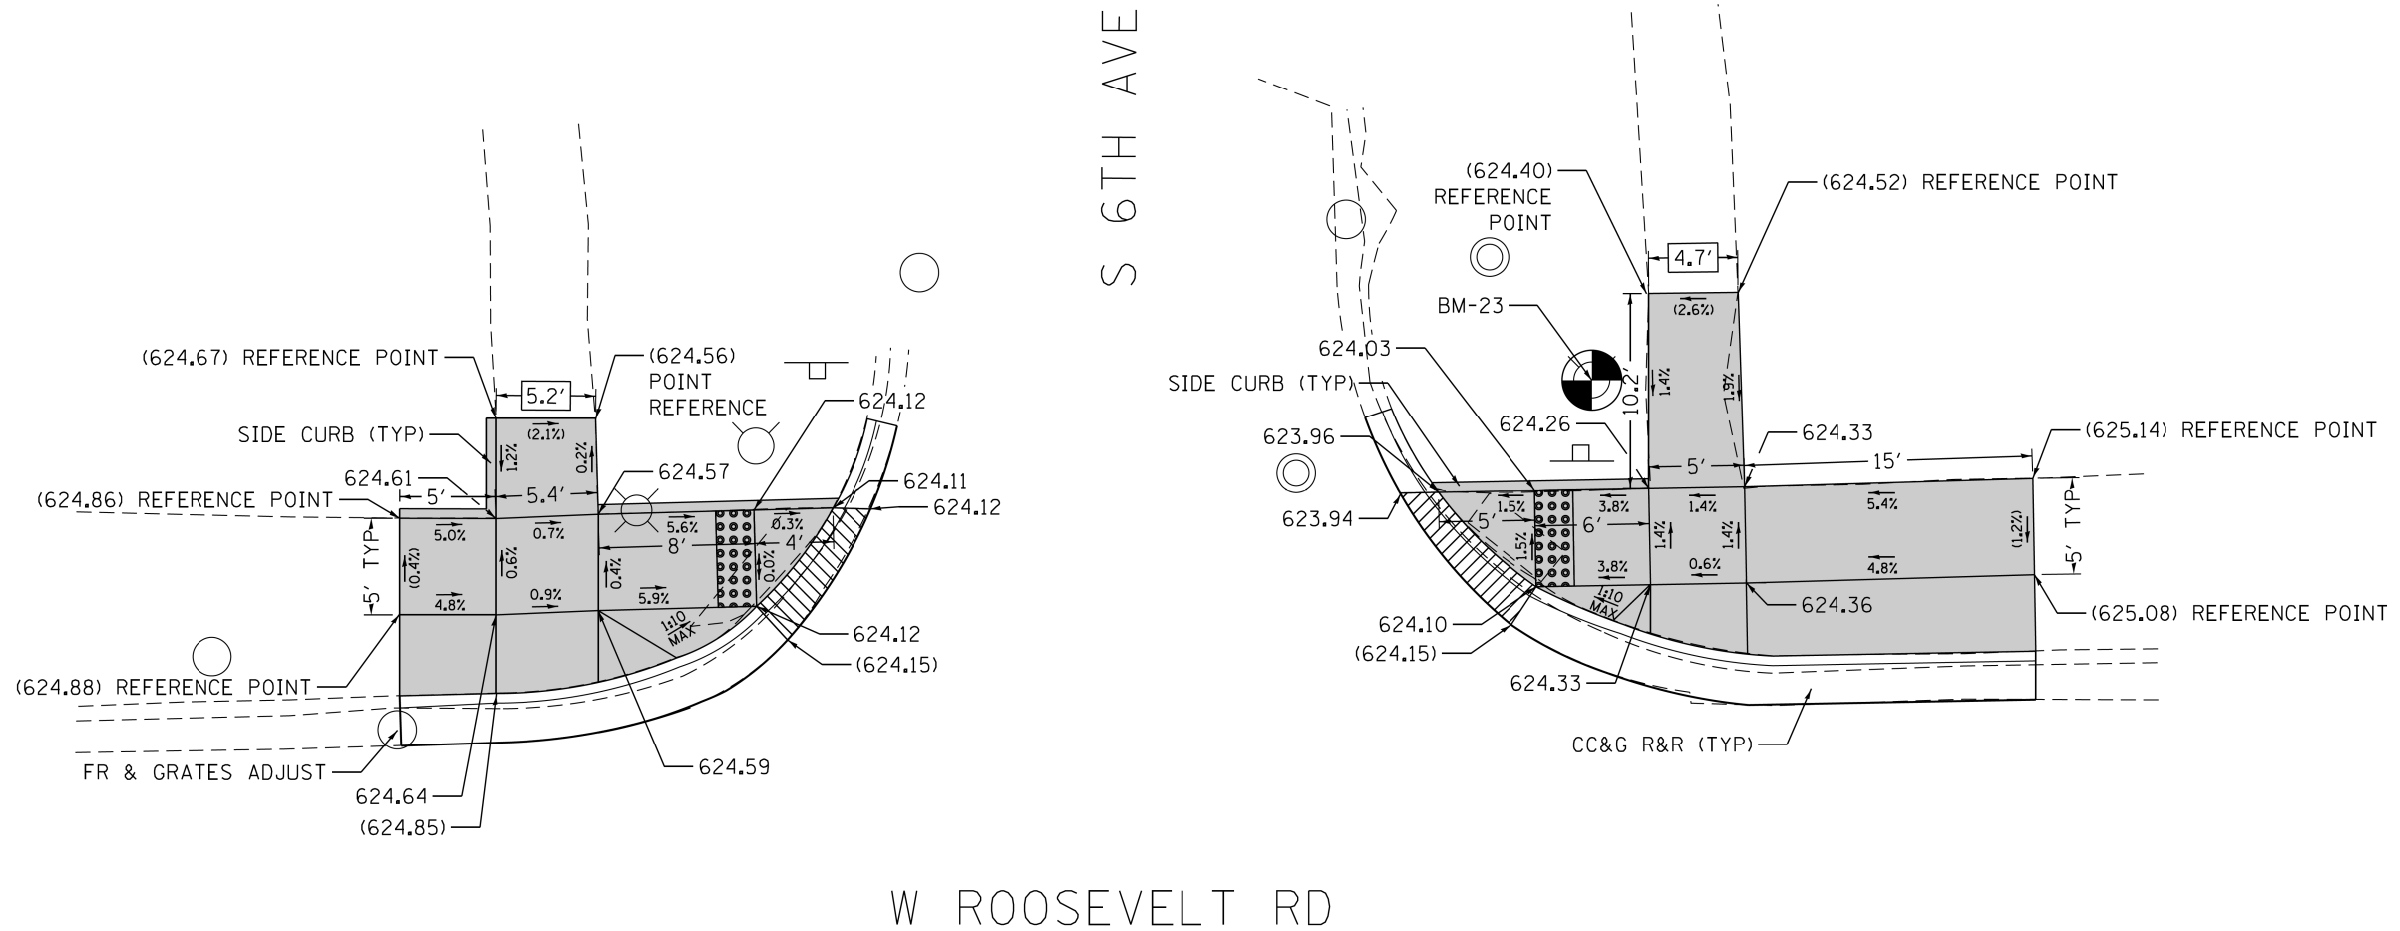 S 6TH AVE
(624.67) REFERENCE POINT
(624.56)
POINT
REFERENCE
5.2'
624.12
(2.1%)
SIDE CURB (TYP)
1.2%
0.2%
624.61
624.57
624.11
(624.86) REFERENCE POINT
5'
5.4'
624.12
5.0%
0.7%
5.6%
0.3%
8'
4'
5' TYP
(0.4%)
0.6%
0.4%
0.0%
4.8%
0.9%
5.9%
1:10
MAX
624.12
(624.15)
(624.88) REFERENCE POINT
FR & GRATES ADJUST
624.59
624.64
(624.85)
(624.40)
REFERENCE
POINT
(624.52) REFERENCE POINT
4.7'
BM-23
(2.6%)
624.03
SIDE CURB (TYP)
10.2'
1.4%
1.9%
624.26
624.33
(625.14) REFERENCE POINT
623.96
5'
15'
623.94
1.5%
3.8%
1.4%
5.4%
5'
6'
1.5%
1.4%
1.4%
(1.2%)
5' TYP
3.8%
0.6%
4.8%
1:10
MAX
624.36
(625.08) REFERENCE POINT
624.10
(624.15)
624.33
CC&G R&R (TYP)
W ROOSEVELT RD